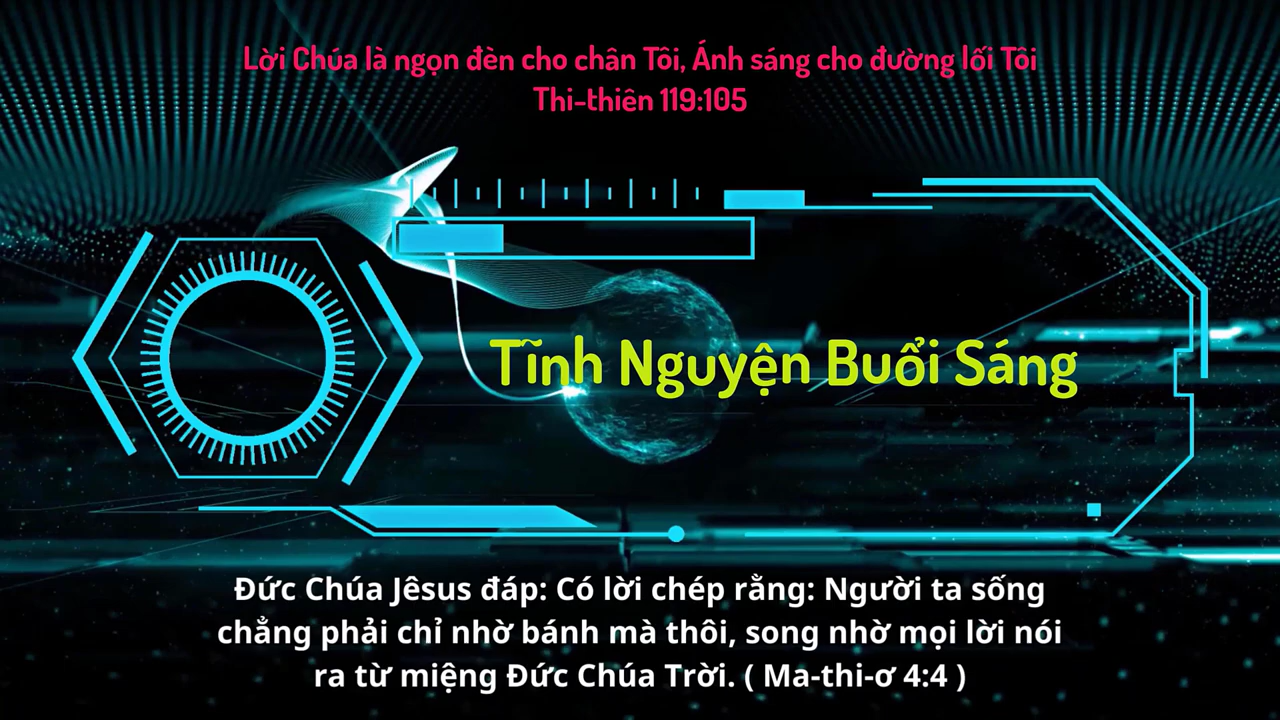 Lời Chúa là ngọn đèn cho chân Tôi, Ánh sáng cho đường lối Tôi
Thi-thiên 119:105
Tĩnh Nguyện Buổi Sáng
Đức Chúa Jêsus đáp: Có lời chép rằng: Người ta sống
chẳng phải chỉ nhờ bánh mà thôi, song nhờ mọi lời nói
ra từ miệng Đức Chúa Trời. ( Ma-thi-ơ 4:4 )